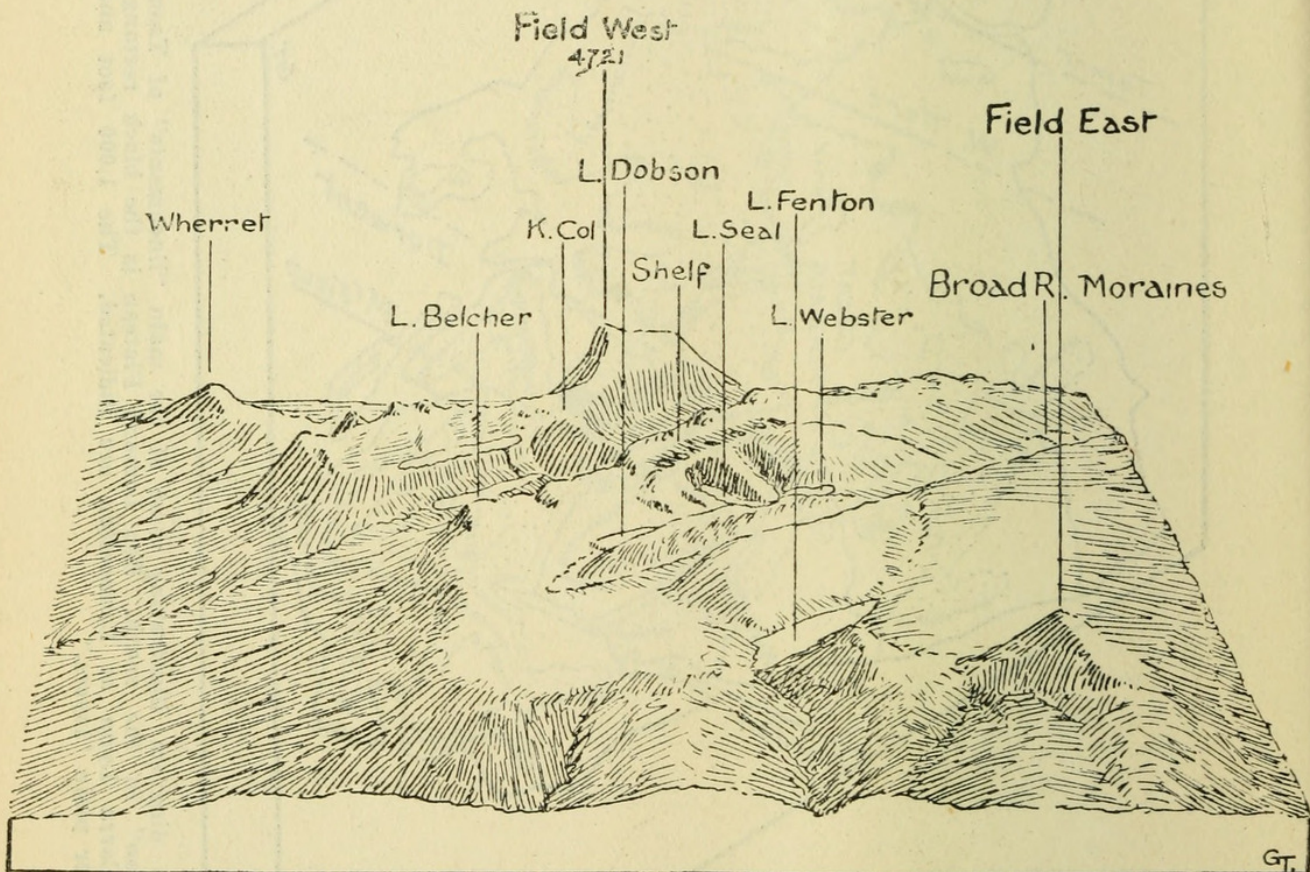 Field West
4721
Field East
L. Dobson
L. Fenton
Wherret
K. Col
L. Seal
Shelf
Broad R. Moraines
L. Belcher
L. Webster
GT.